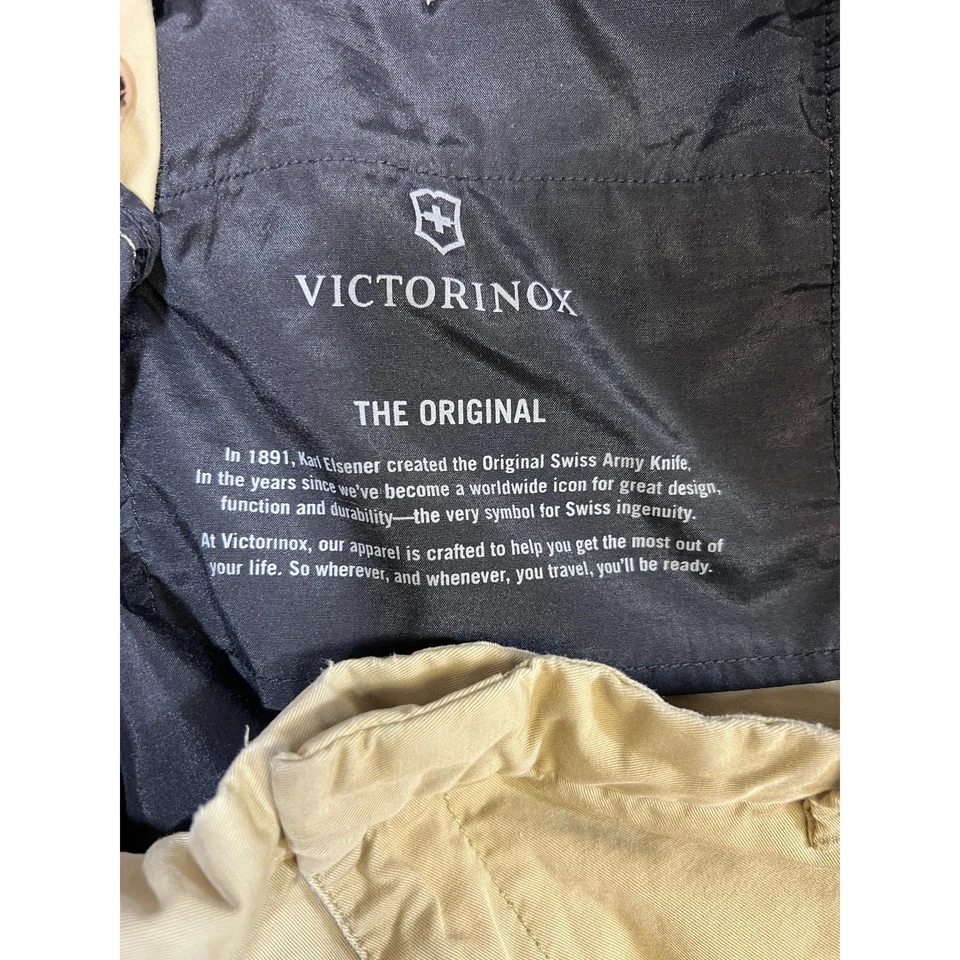 VICTORINOX
THE ORIGINAL
In 1891, Karl Elsener created the Original Swiss Army Knife,
In the years since we've become a worldwide icon for great design,
function and durability—the very symbol for Swiss ingenuity.
At Victorinox, our apparel is crafted to help you get the most out of
your life. So wherever, and whenever, you travel, you'll be ready.